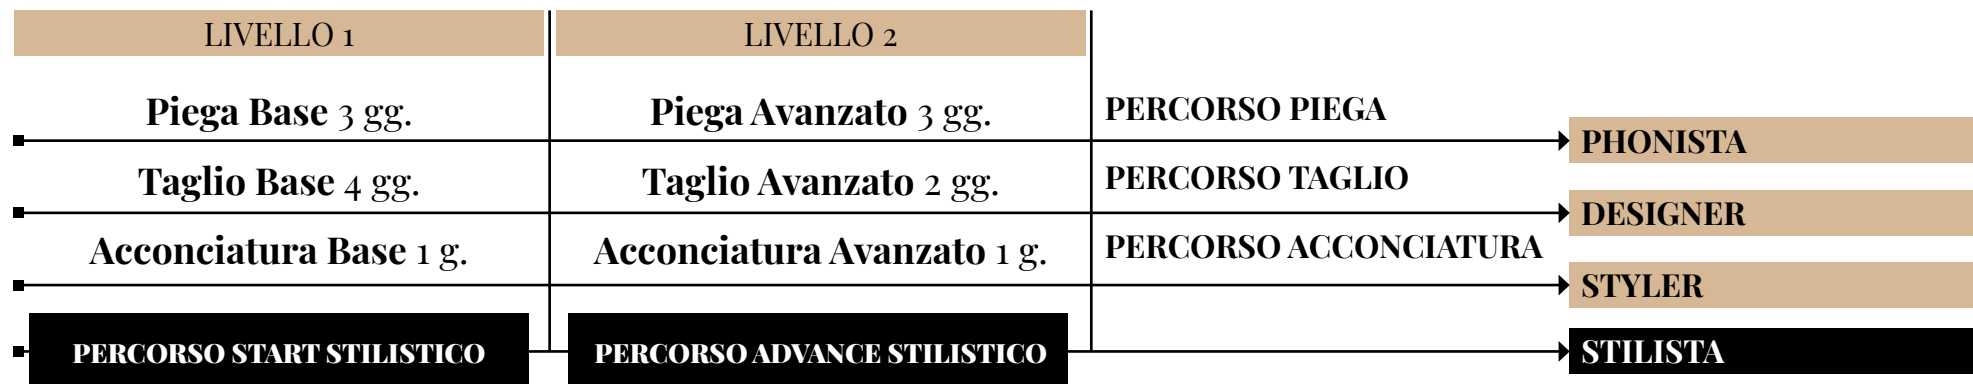 LIVELLO 1 LIVELLO 2
Piega Base 3 gg. Piega Avanzato 3 gg. PERCORSO PIEGA
PHONISTA
Taglio Base 4 gg. Taglio Avanzato 2 gg. PERCORSO TAGLIO
DESIGNER
Acconciatura Base 1 g. Acconciatura Avanzato 1 g. PERCORSO ACCONCIATURA
STYLER
PERCORSO START STILISTICO PERCORSO ADVANCE STILISTICO STILISTA